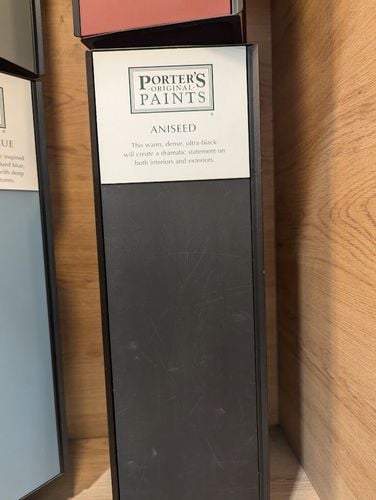 PORTER'S
· ORIGINAL ·
PAINTS
®
ANISEED
This warm, dense, ultra-black
will create a dramatic statement on
both interiors and exteriors.
UE
inspired
blue,
with deep
tones.